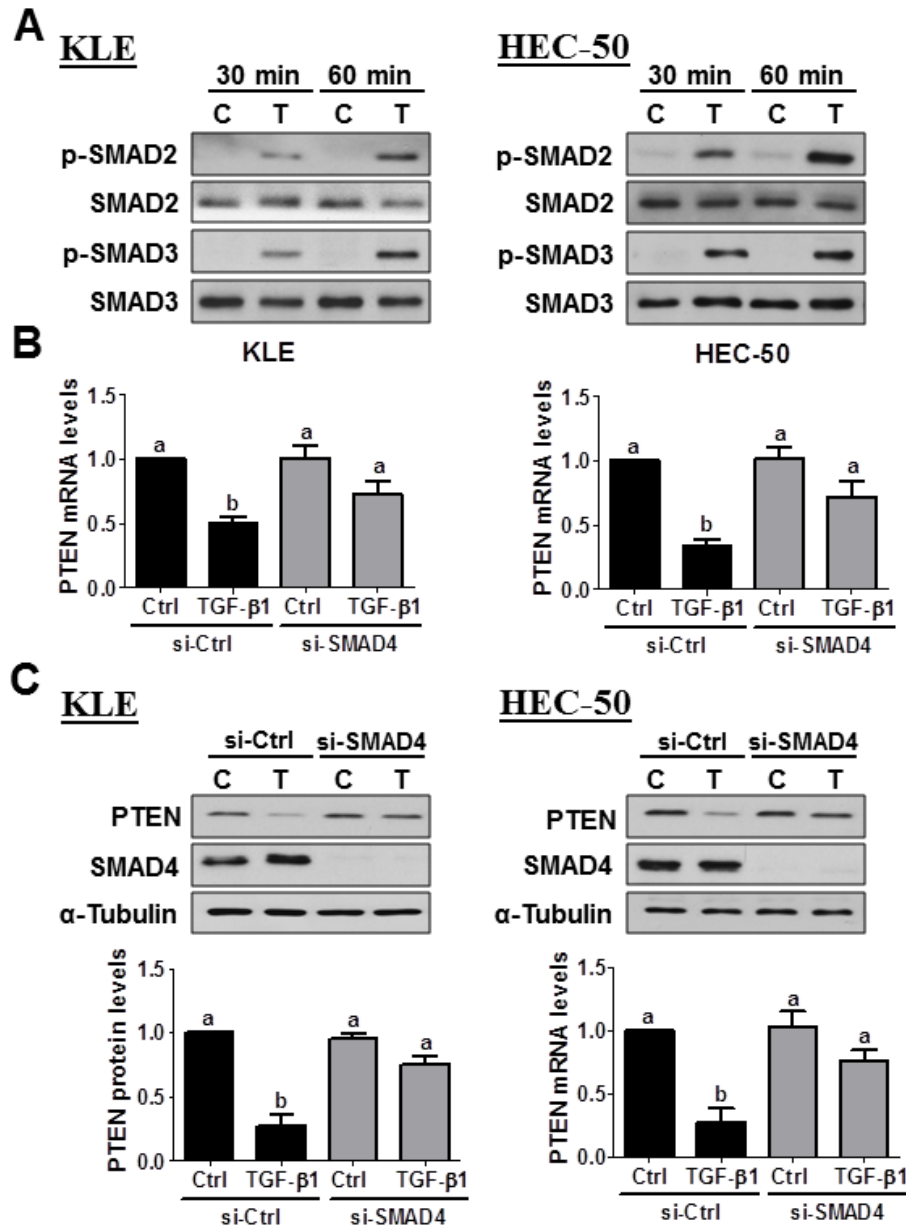 A
KLE
HEC-50
30 min 60 min
30 min 60 min
C T C T
C T C T
p-SMAD2
p-SMAD2
SMAD2
SMAD2
p-SMAD3
p-SMAD3
SMAD3
SMAD3
B
KLE
HEC-50
PTEN mRNA levels
1.5
1.0
0.5
0.0
a
b
a
a
Ctrl TGF-β1 Ctrl TGF-β1
si-Ctrl si-SMAD4
PTEN mRNA levels
1.5
1.0
0.5
0.0
a
b
a
a
Ctrl TGF-β1 Ctrl TGF-β1
si-Ctrl si-SMAD4
C
KLE
HEC-50
si-Ctrl si-SMAD4
si-Ctrl si-SMAD4
C T C T
C T C T
PTEN
PTEN
SMAD4
SMAD4
α-Tubulin
α-Tubulin
PTEN protein levels
1.5
1.0
0.5
0.0
a
b
a
a
Ctrl TGF-β1 Ctrl TGF-β1
si-Ctrl si-SMAD4
PTEN mRNA levels
1.5
1.0
0.5
0.0
a
b
a
a
Ctrl TGF-β1 Ctrl TGF-β1
si-Ctrl si-SMAD4